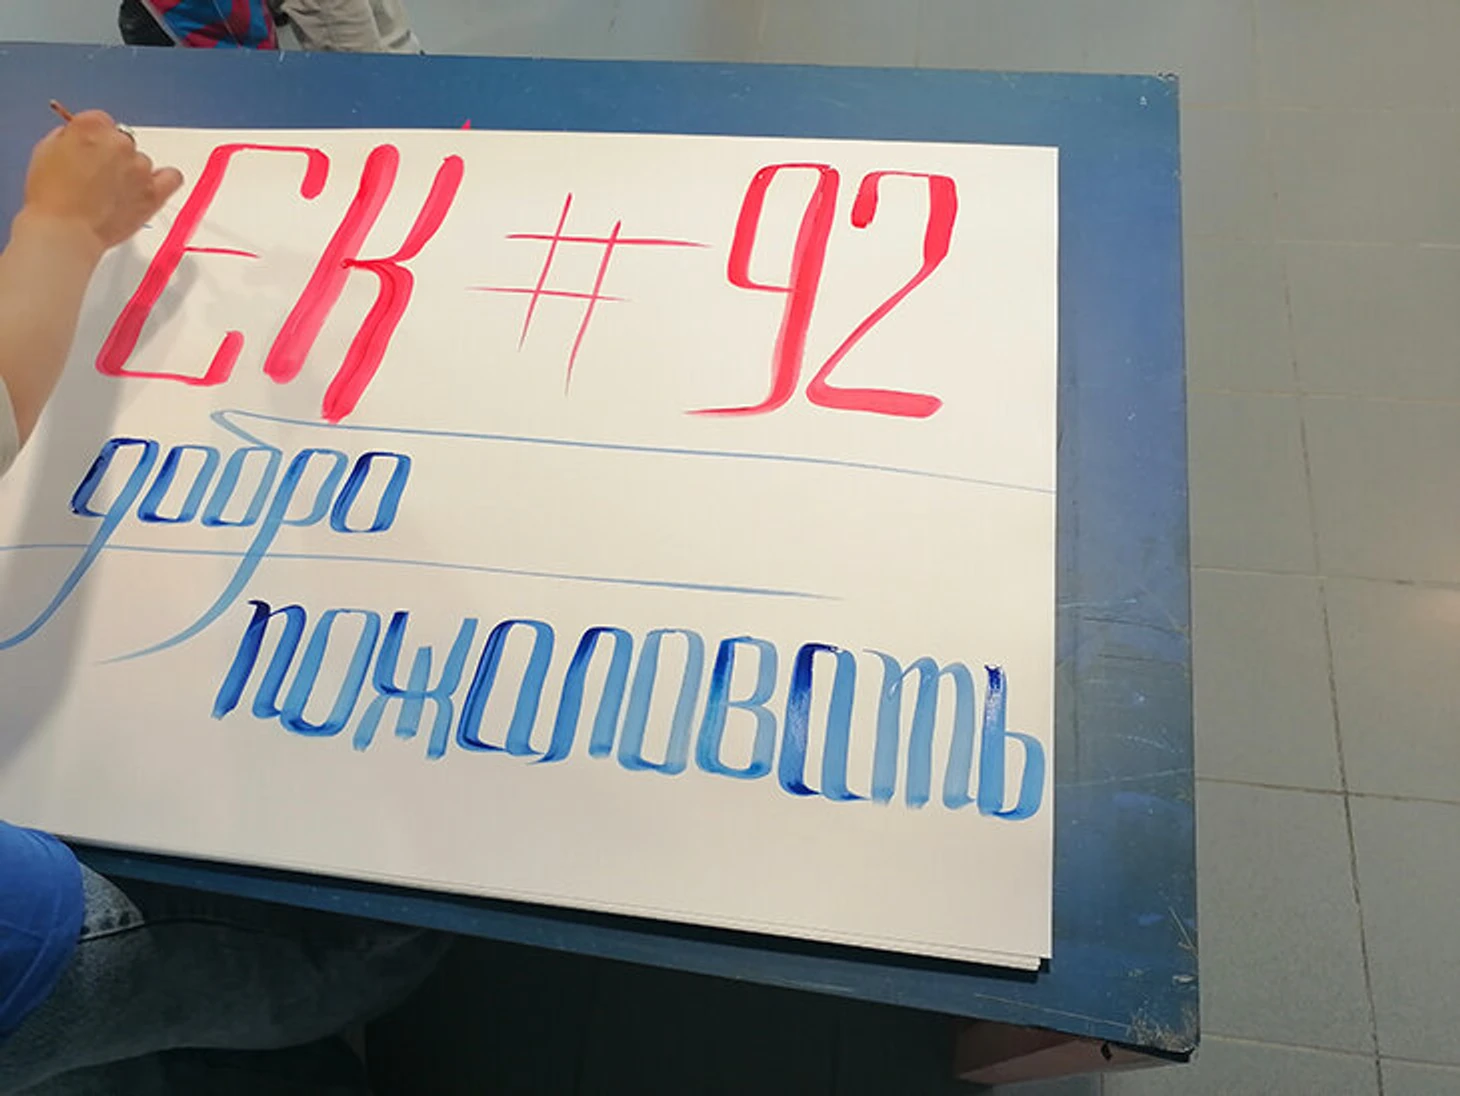 ЕК # 92
добро
пожаловать